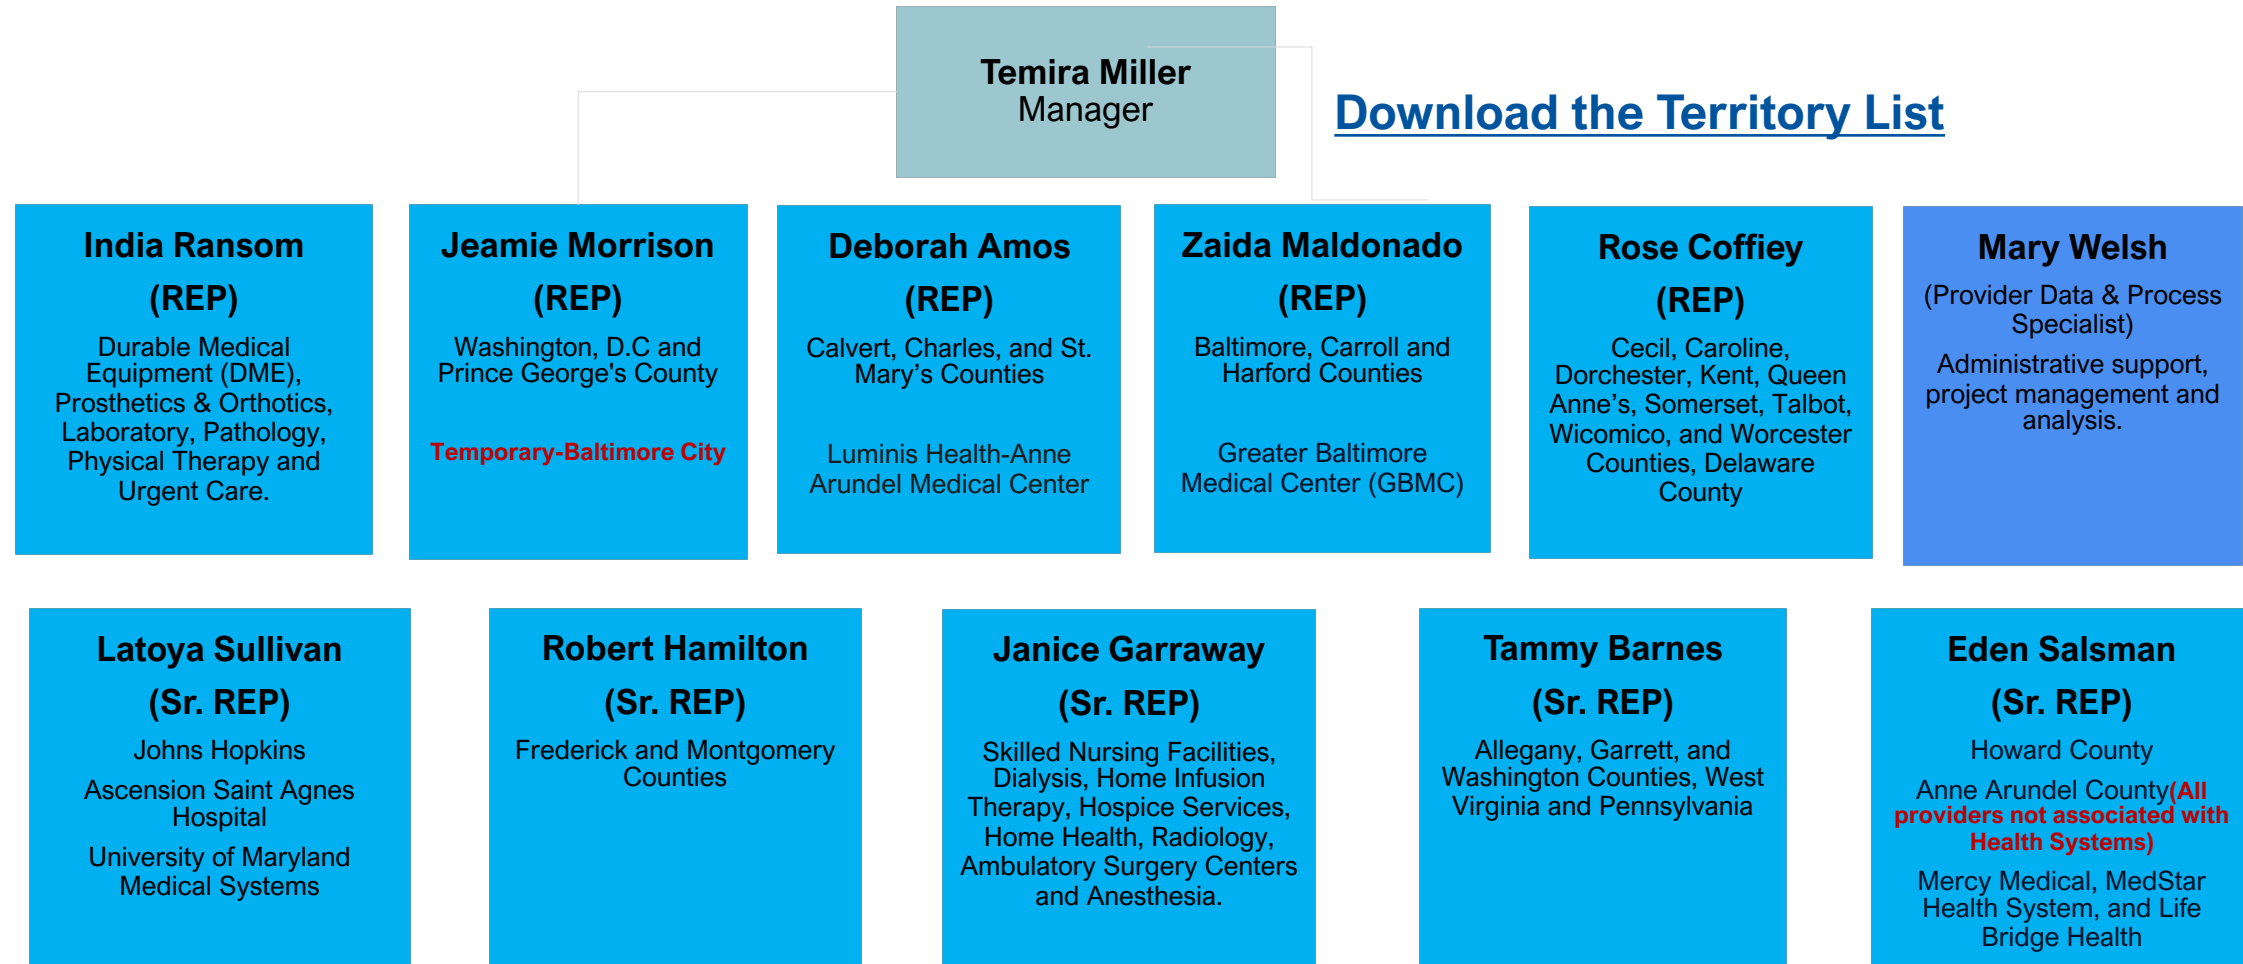 Temira Miller
Manager
Download the Territory List
India Ransom
(REP)
Durable Medical
Equipment (DME),
Prosthetics & Orthotics,
Laboratory, Pathology,
Physical Therapy and
Urgent Care.
Jeamie Morrison
(REP)
Washington, D.C and
Prince George's County
Temporary-Baltimore City
Deborah Amos
(REP)
Calvert, Charles, and St.
Mary’s Counties
Luminis Health-Anne
Arundel Medical Center
Zaida Maldonado
(REP)
Baltimore, Carroll and
Harford Counties
Greater Baltimore
Medical Center (GBMC)
Rose Coffiey
(REP)
Cecil, Caroline,
Dorchester, Kent, Queen
Anne’s, Somerset, Talbot,
Wicomico, and Worcester
Counties, Delaware
County
Mary Welsh
(Provider Data & Process
Specialist)
Administrative support,
project management and
analysis.
Latoya Sullivan
(Sr. REP)
Johns Hopkins
Ascension Saint Agnes
Hospital
University of Maryland
Medical Systems
Robert Hamilton
(Sr. REP)
Frederick and Montgomery
Counties
Janice Garraway
(Sr. REP)
Skilled Nursing Facilities,
Dialysis, Home Infusion
Therapy, Hospice Services,
Home Health, Radiology,
Ambulatory Surgery Centers
and Anesthesia.
Tammy Barnes
(Sr. REP)
Allegany, Garrett, and
Washington Counties, West
Virginia and Pennsylvania
Eden Salsman
(Sr. REP)
Howard County
Anne Arundel County(All
providers not associated with
Health Systems)
Mercy Medical, MedStar
Health System, and Life
Bridge Health